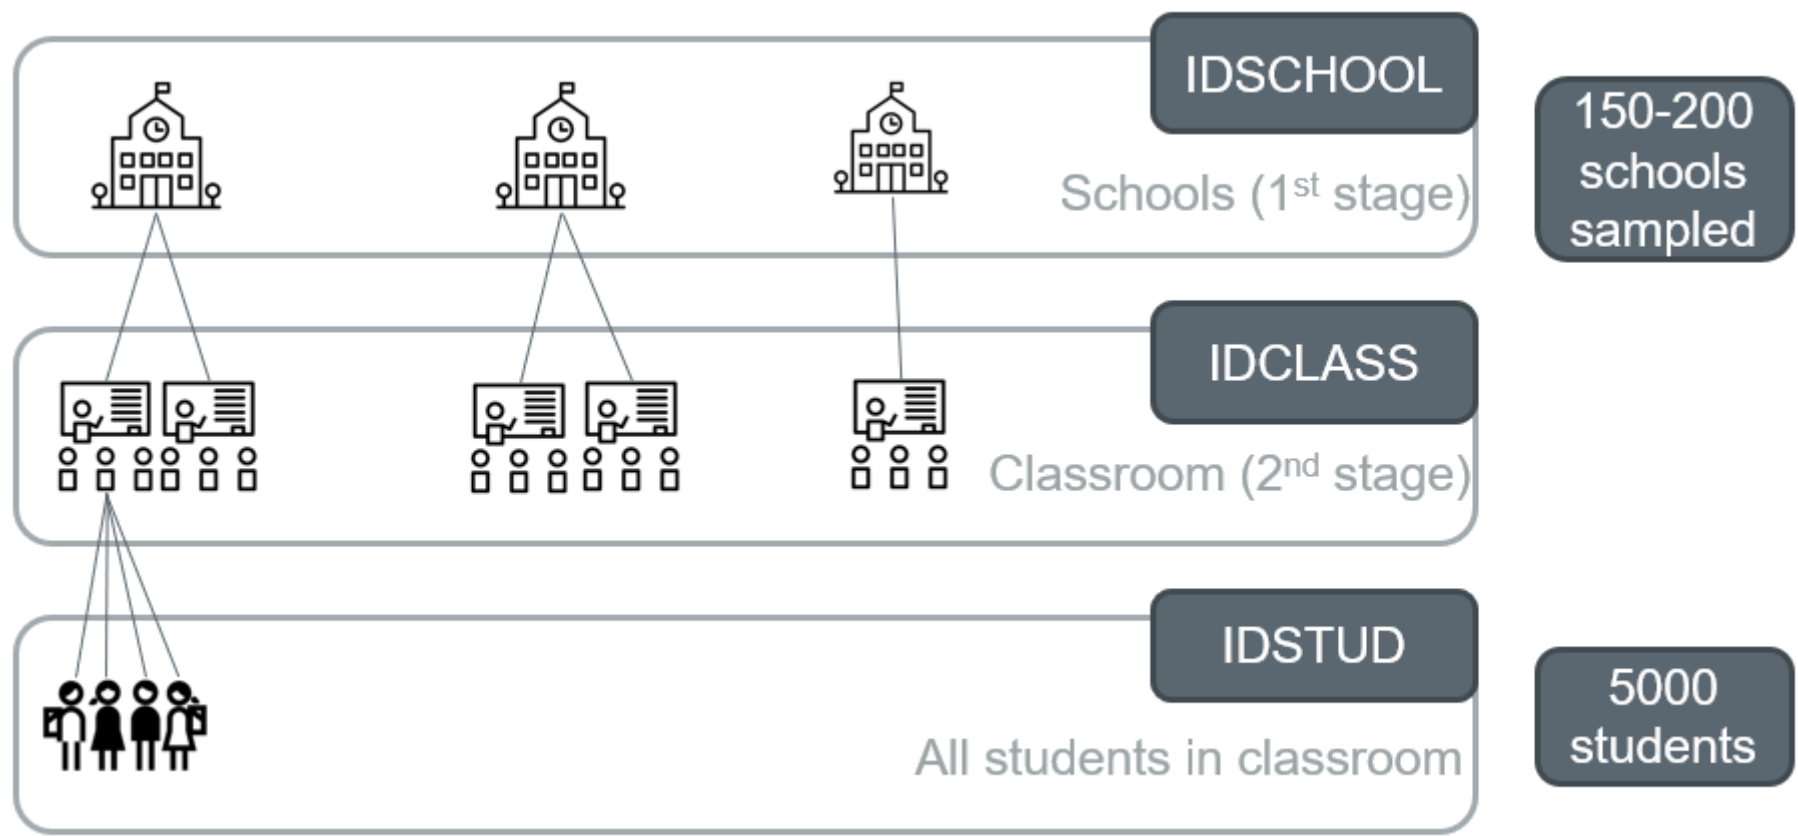 IDSCHOOL
150-200
schools
sampled
Schools (1st stage)
IDCLASS
Classroom (2nd stage)
IDSTUD
5000
students
All students in classroom